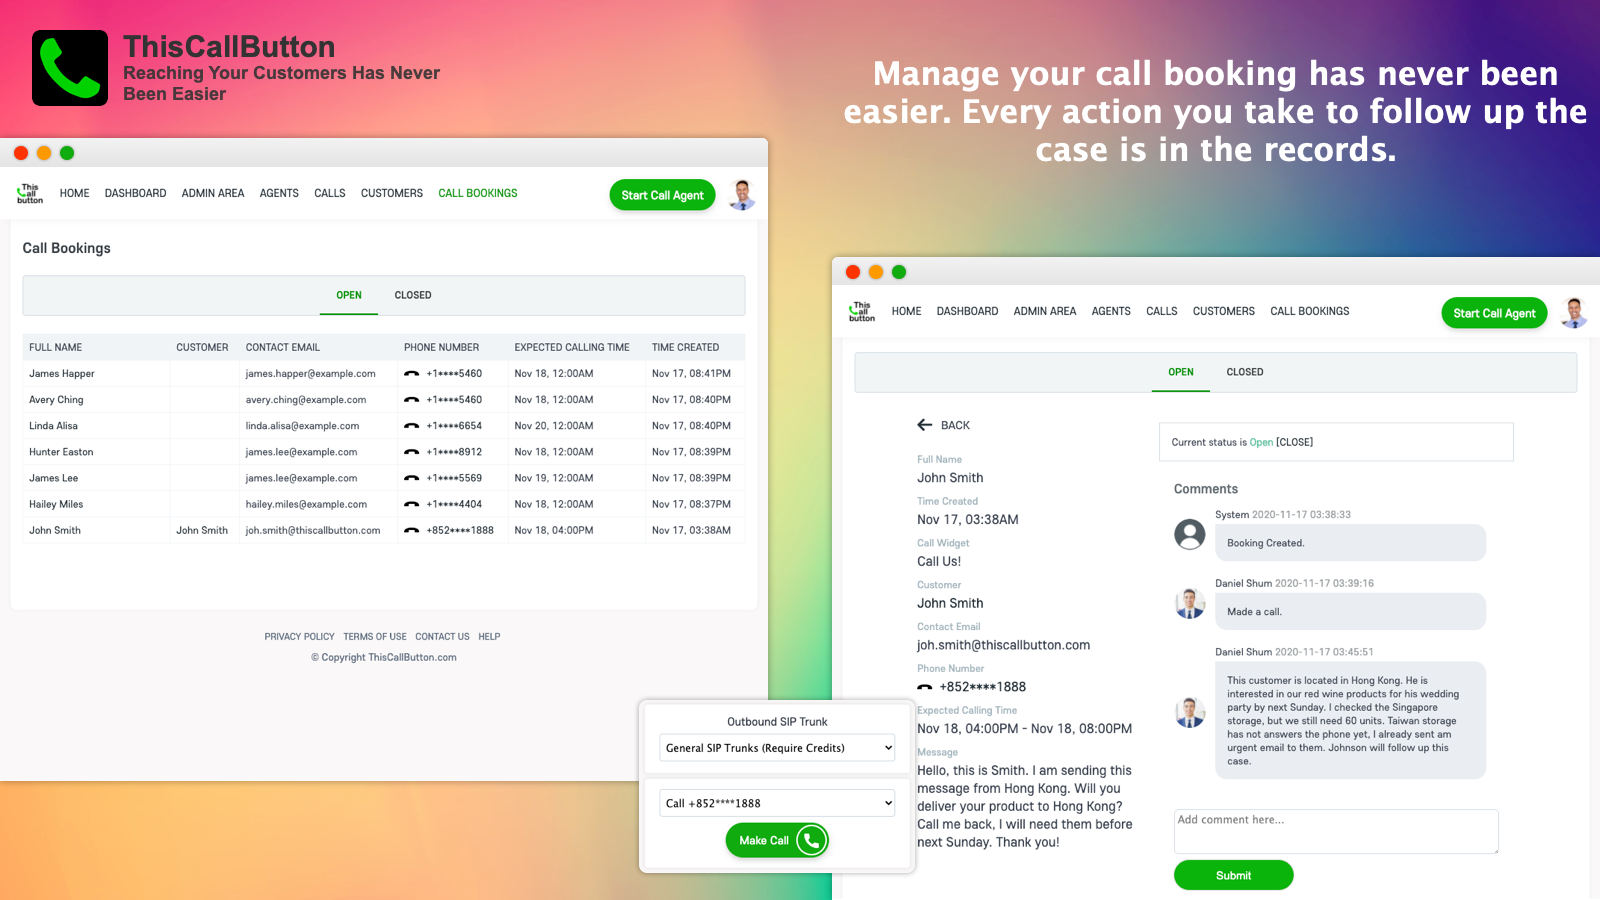 ThisCallButton
Reaching Your Customers Has Never
Been Easier
Manage your call booking has never been
easier. Every action you take to follow up the
case is in the records.
This
all
button
HOME DASHBOARD ADMIN AREA AGENTS CALLS CUSTOMERS CALL BOOKINGS
Start Call Agent
Call Bookings
OPEN CLOSED
FULL NAME CUSTOMER CONTACT EMAIL PHONE NUMBER EXPECTED CALLING TIME TIME CREATED
James Happer james.happer@example.com +1****5460 Nov 18, 12:00AM Nov 17, 08:41PM
Avery Ching avery.ching@example.com +1****5460 Nov 18, 12:00AM Nov 17, 08:40PM
Linda Alisa linda.alisa@example.com +1****6654 Nov 20, 12:00AM Nov 17, 08:40PM
Hunter Easton james.lee@example.com +1****8912 Nov 18, 12:00AM Nov 17, 08:39PM
James Lee james.lee@example.com +1****5569 Nov 19, 12:00AM Nov 17, 08:39PM
Hailey Miles hailey.miles@example.com +1****4404 Nov 18, 12:00AM Nov 17, 08:37PM
John Smith John Smith joh.smith@thiscallbutton.com +852****1888 Nov 18, 04:00PM Nov 17, 03:38AM
PRIVACY POLICY TERMS OF USE CONTACT US HELP
© Copyright ThisCallButton.com
Outbound SIP Trunk
General SIP Trunks (Require Credits)
Call +852****1888
Make Call
This
all
button
HOME DASHBOARD ADMIN AREA AGENTS CALLS CUSTOMERS CALL BOOKINGS
Start Call Agent
OPEN CLOSED
BACK
Full Name
John Smith
Time Created
Nov 17, 03:38AM
Call Widget
Call Us!
Customer
John Smith
Contact Email
joh.smith@thiscallbutton.com
Phone Number
+852****1888
Expected Calling Time
Nov 18, 04:00PM - Nov 18, 08:00PM
Message
Hello, this is Smith. I am sending this
message from Hong Kong. Will you
deliver your product to Hong Kong?
Call me back, I will need them before
next Sunday. Thank you!
Current status is Open [CLOSE]
Comments
System 2020-11-17 03:38:33
Booking Created.
Daniel Shum 2020-11-17 03:39:16
Made a call.
Daniel Shum 2020-11-17 03:45:51
This customer is located in Hong Kong. He is
interested in our red wine products for his wedding
party by next Sunday. I checked the Singapore
storage, but we still need 60 units. Taiwan storage
has not answers the phone yet, I already sent am
urgent email to them. Johnson will follow up this
case.
Add comment here...
Submit